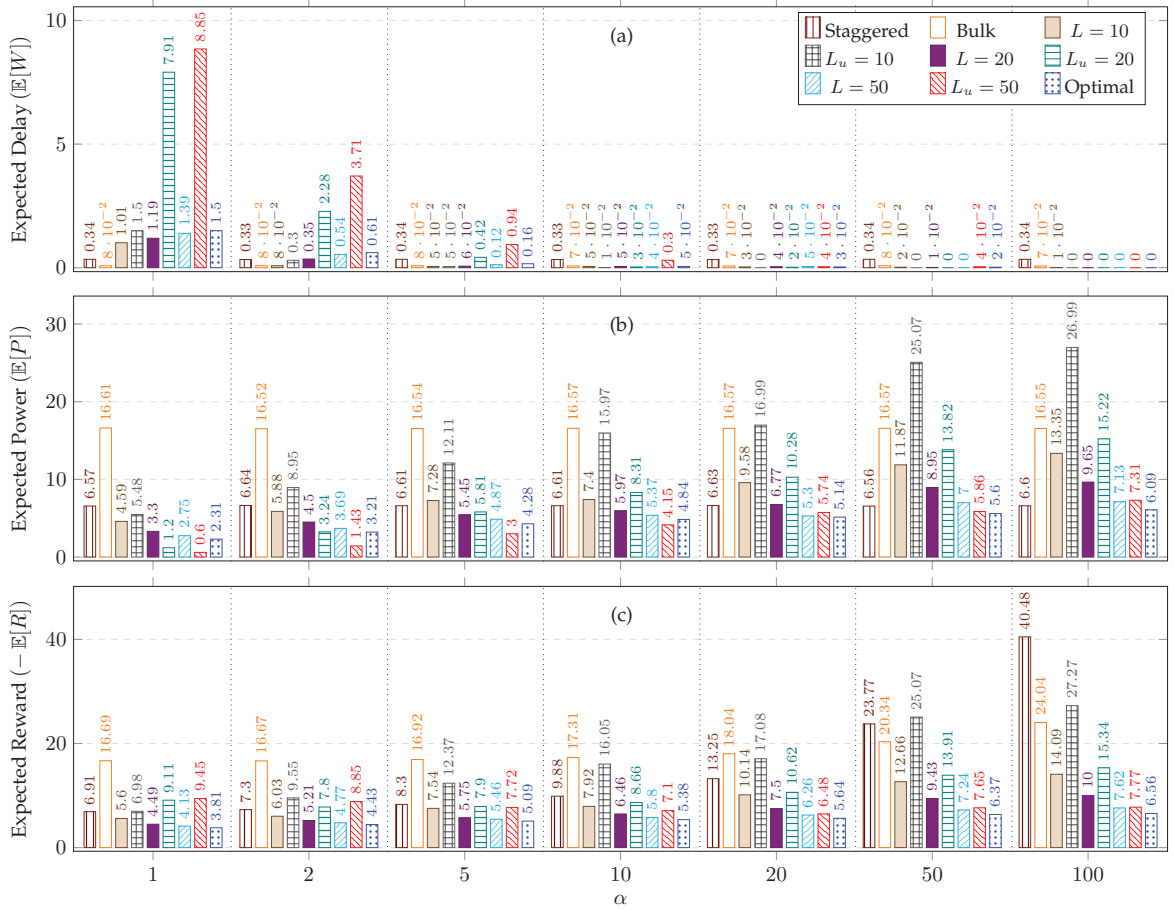 Expected Delay (𝔼[W])
10
5
0
(a)
Staggered Bulk L = 10
L_u = 10 L = 20 L_u = 20
L = 50 L_u = 50 Optimal
0.34 8 · 10⁻² 1.01 1.5 1.19 7.91 1.39 8.85 1.5
0.33 8 · 10⁻² 8 · 10⁻² 0.3 0.35 2.28 0.54 3.71 0.61
0.34 8 · 10⁻² 5 · 10⁻² 5 · 10⁻² 6 · 10⁻² 0.42 0.12 0.94 0.16
0.33 7 · 10⁻² 5 · 10⁻² 1 · 10⁻² 5 · 10⁻² 3 · 10⁻² 4 · 10⁻² 0.3 5 · 10⁻²
0.33 7 · 10⁻² 3 · 10⁻² 0 4 · 10⁻² 2 · 10⁻² 5 · 10⁻² 4 · 10⁻² 3 · 10⁻²
0.34 8 · 10⁻² 2 · 10⁻² 0 1 · 10⁻² 0 0 4 · 10⁻² 2 · 10⁻²
0.34 7 · 10⁻² 1 · 10⁻² 0 0 0 0 0 0
Expected Power (𝔼[P])
30
20
10
0
(b)
6.57 16.61 4.59 5.48 3.3 1.2 2.75 0.6 2.31
6.64 16.52 5.88 8.95 4.5 3.24 3.69 1.43 3.21
6.61 16.54 7.28 12.11 5.45 5.81 4.87 3 4.28
6.61 16.57 7.4 15.97 5.97 8.31 5.37 4.15 4.84
6.63 16.57 9.58 16.99 6.77 10.28 5.3 5.74 5.14
6.56 16.57 11.87 25.07 8.95 13.82 7 5.86 5.6
6.6 16.55 13.35 26.99 9.65 15.22 7.13 7.31 6.09
Expected Reward (−𝔼[R])
40
20
0
(c)
6.91 16.69 5.6 6.98 4.49 9.11 4.13 9.45 3.81
7.3 16.67 6.03 9.55 5.21 7.8 4.77 8.85 4.43
8.3 16.92 7.54 12.37 5.75 7.9 5.46 7.72 5.09
9.88 17.31 7.92 16.05 6.46 8.66 5.8 7.1 5.38
13.25 18.04 10.14 17.08 7.5 10.62 6.26 6.48 5.64
23.77 20.34 12.66 25.07 9.43 13.91 7.24 7.65 6.37
40.48 24.04 14.09 27.27 10 15.34 7.62 7.77 6.56
1 2 5 10 20 50 100
α